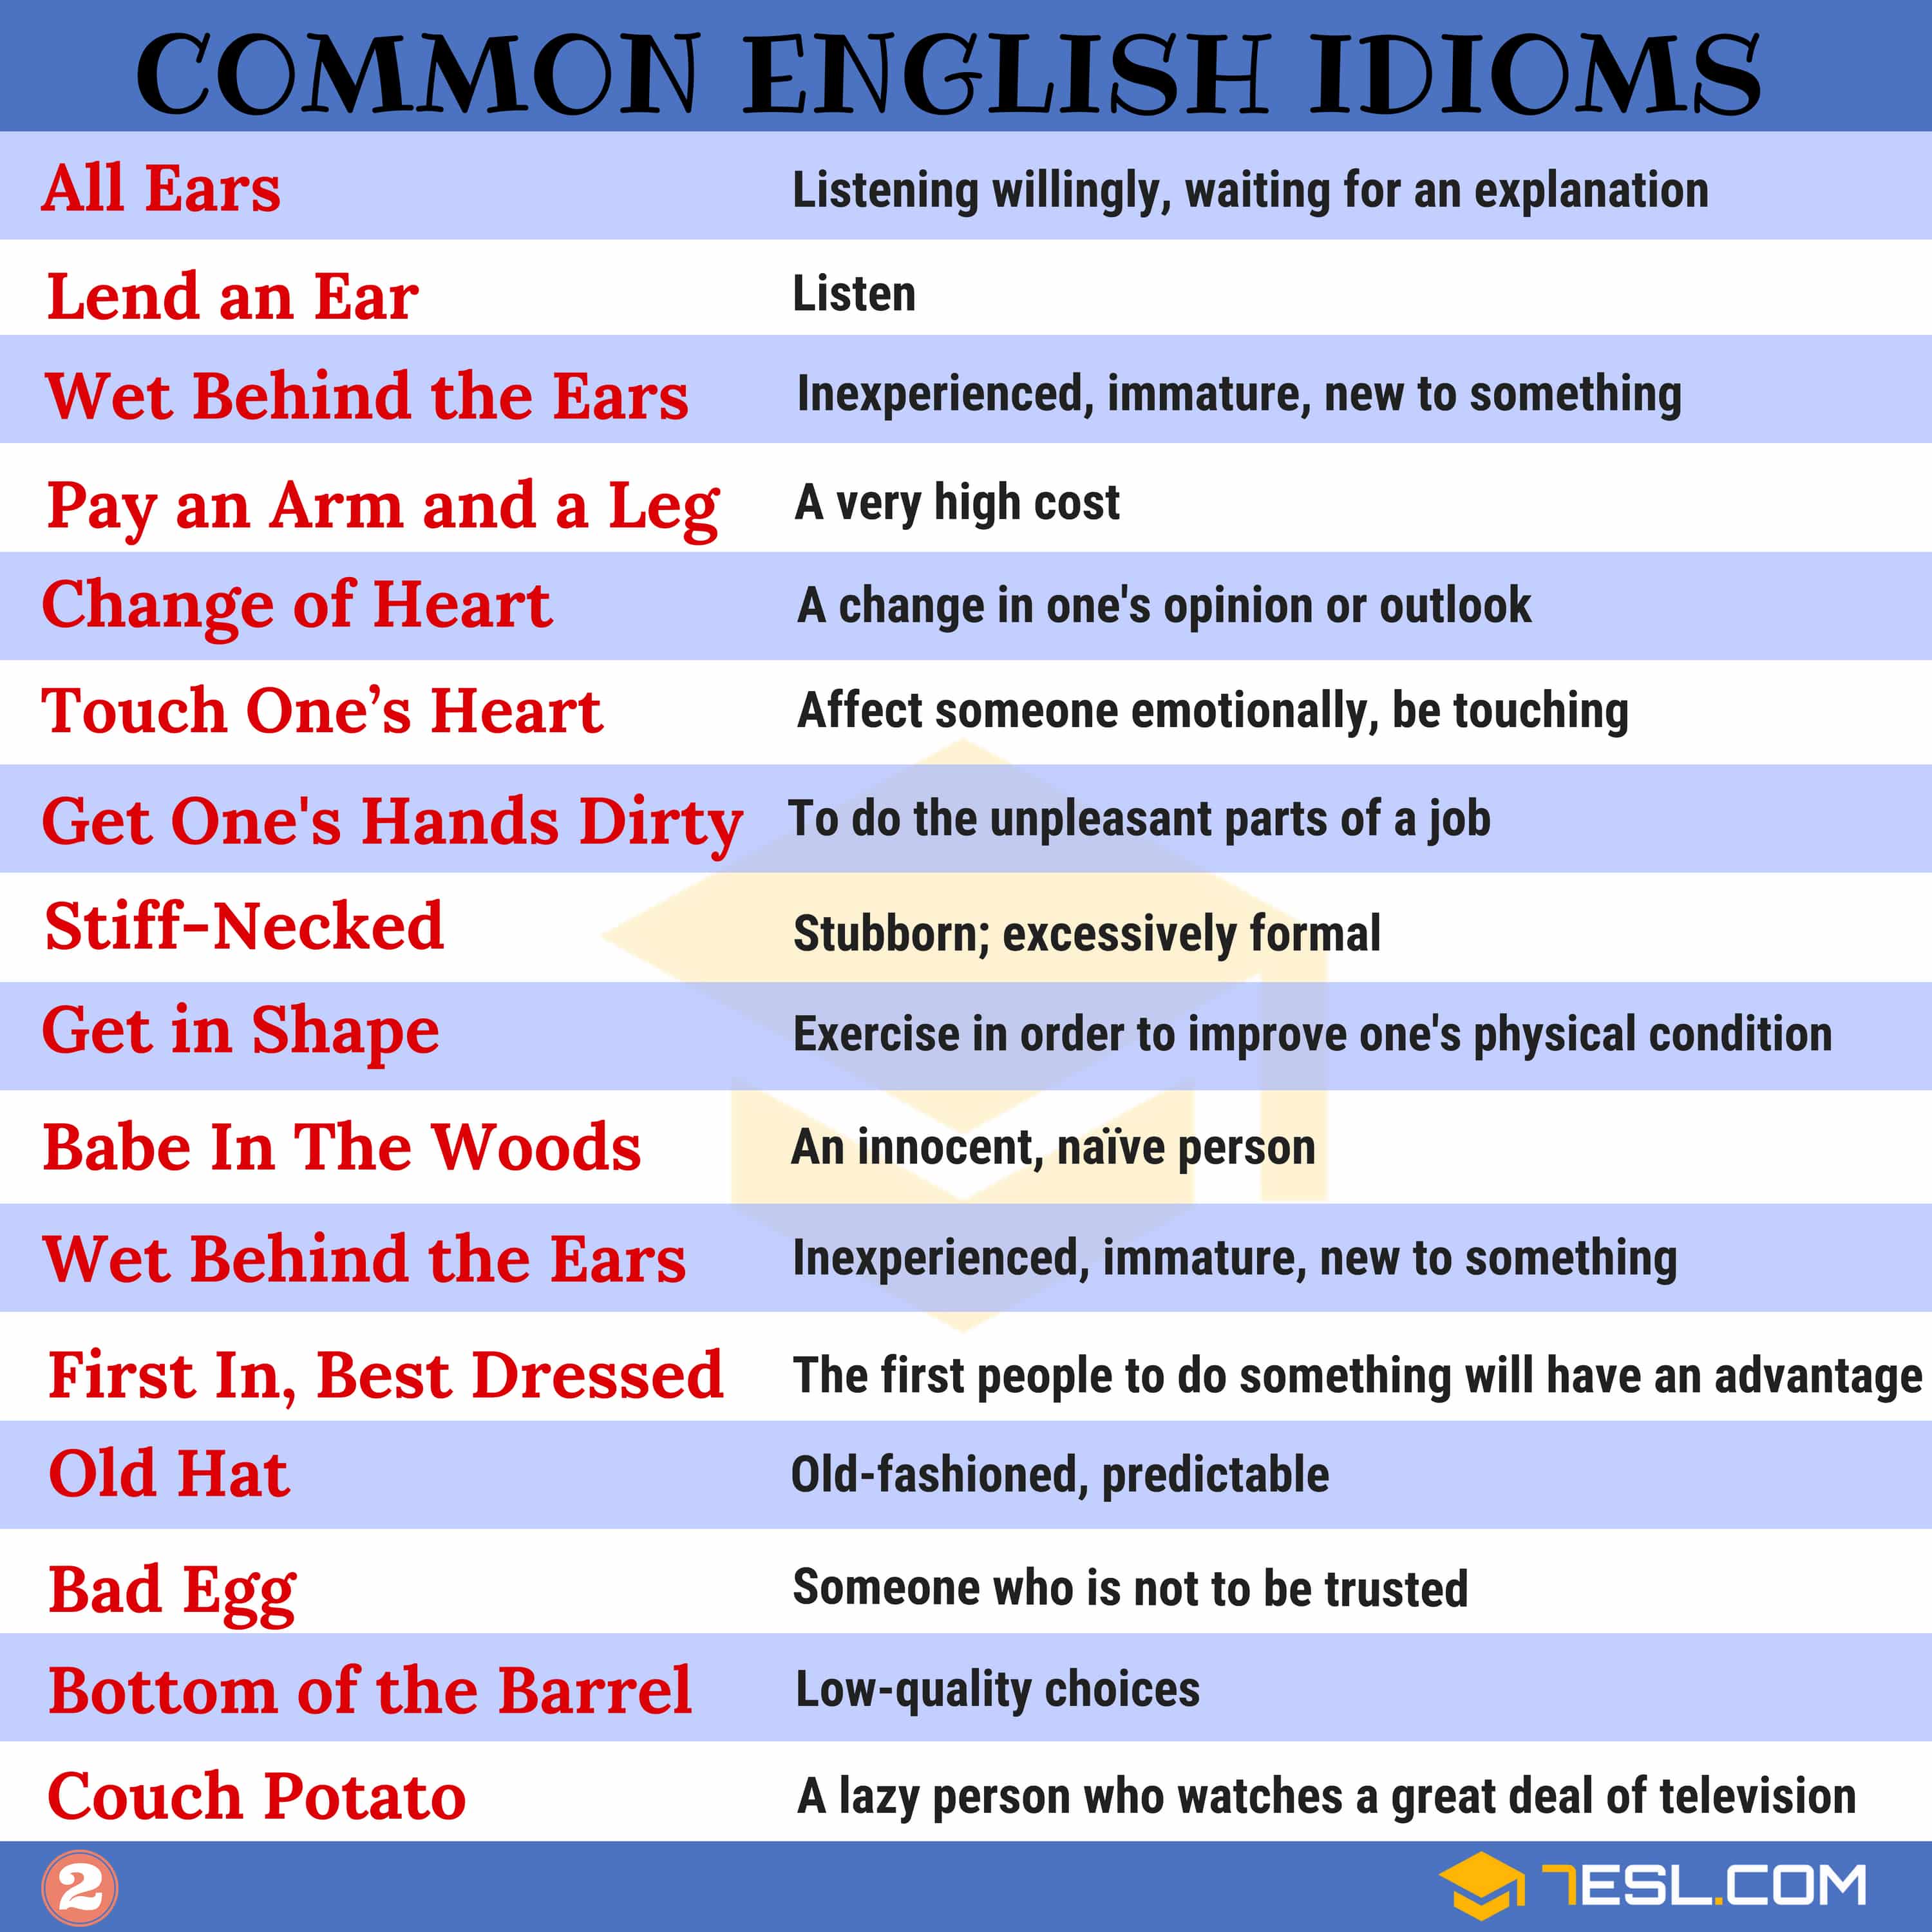 COMMON ENGLISH IDIOMS
All Ears Listening willingly, waiting for an explanation
Lend an Ear Listen
Wet Behind the Ears Inexperienced, immature, new to something
Pay an Arm and a Leg A very high cost
Change of Heart A change in one's opinion or outlook
Touch One’s Heart Affect someone emotionally, be touching
Get One's Hands Dirty To do the unpleasant parts of a job
Stiff-Necked Stubborn; excessively formal
Get in Shape Exercise in order to improve one's physical condition
Babe In The Woods An innocent, naïve person
Wet Behind the Ears Inexperienced, immature, new to something
First In, Best Dressed The first people to do something will have an advantage
Old Hat Old-fashioned, predictable
Bad Egg Someone who is not to be trusted
Bottom of the Barrel Low-quality choices
Couch Potato A lazy person who watches a great deal of television
2 7ESL.COM